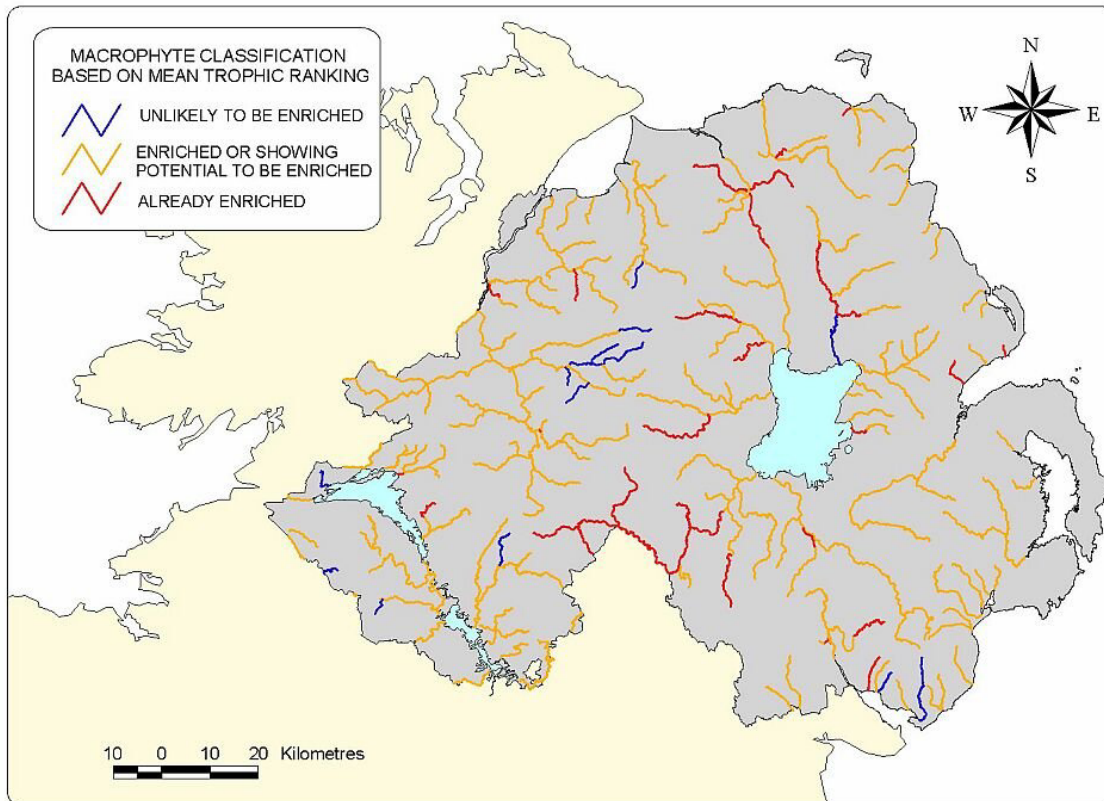 MACROPHYTE CLASSIFICATION
BASED ON MEAN TROPHIC RANKING
UNLIKELY TO BE ENRICHED
ENRICHED OR SHOWING
POTENTIAL TO BE ENRICHED
ALREADY ENRICHED
N
W E
S
10 0 10 20 Kilometres